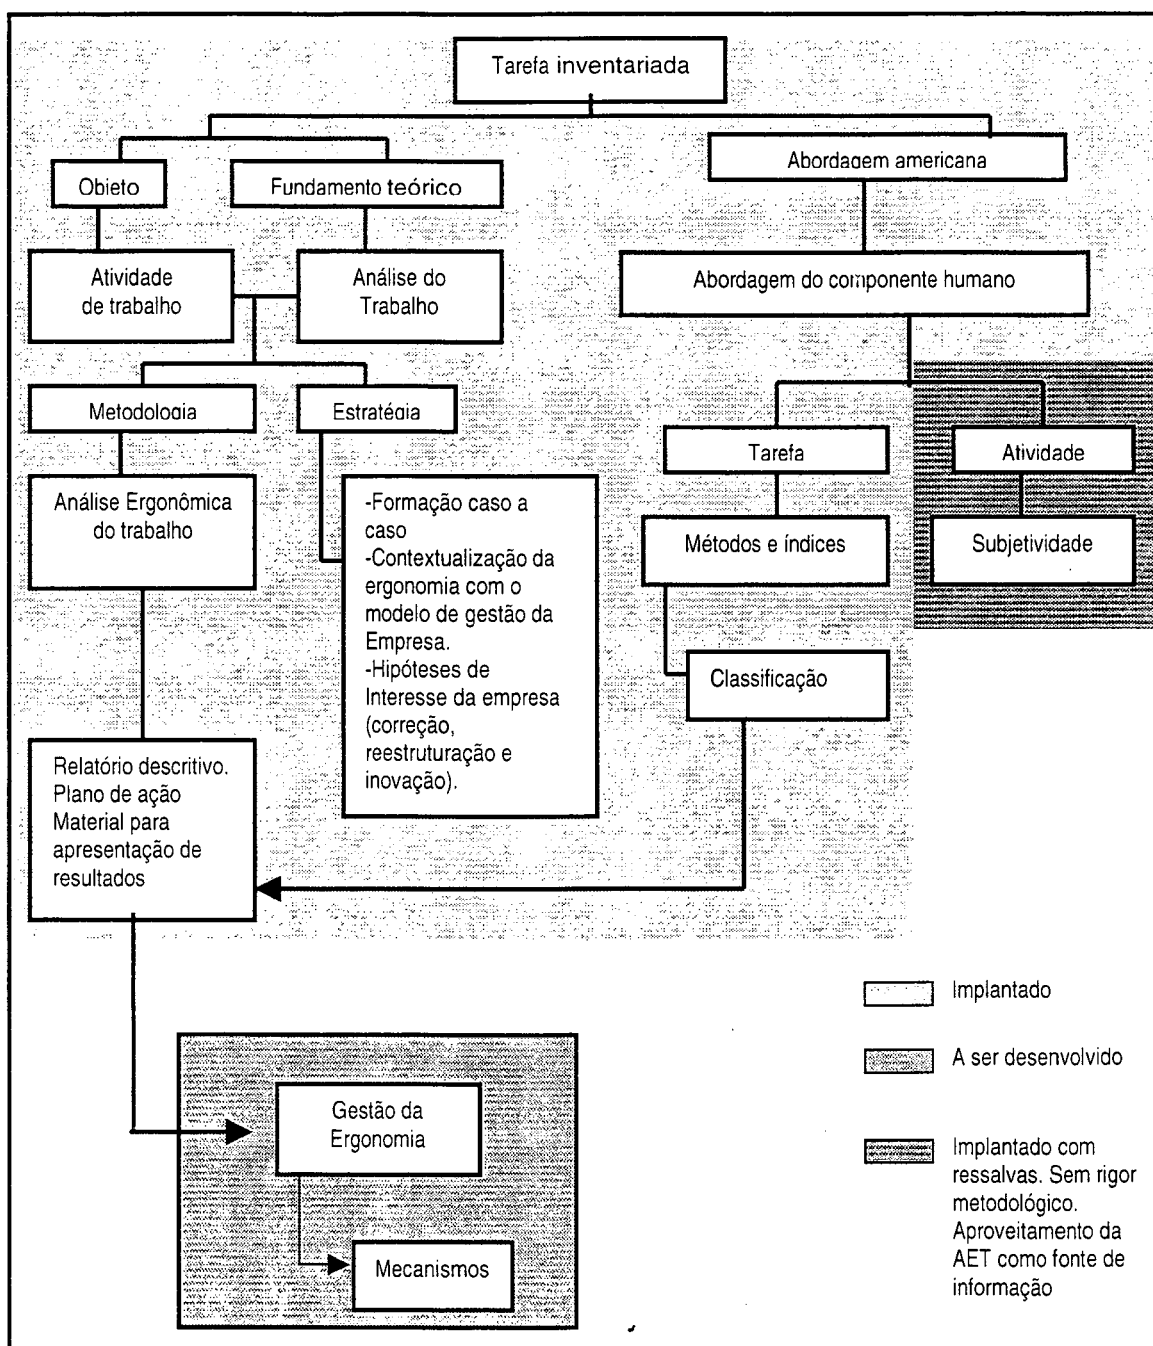 Tarefa inventariada
Abordagem americana
Objeto
Fundamento teórico
Atividade
de trabalho
Análise do
Trabalho
Abordagem do componente humano
Metodologia
Estratégia
Tarefa
Atividade
Análise Ergonômica
do trabalho
-Formação caso a
caso
-Contextualização da
ergonomia com o
modelo de gestão da
Empresa.
-Hipóteses de
Interesse da empresa
(correção,
reestruturação e
inovação).
Métodos e índices
Subjetividade
Classificação
Relatório descritivo.
Plano de ação
Material para
apresentação de
resultados
Gestão da
Ergonomia
Mecanismos
Implantado
A ser desenvolvido
Implantado com
ressalvas. Sem rigor
metodológico.
Aproveitamento da
AET como fonte de
informação